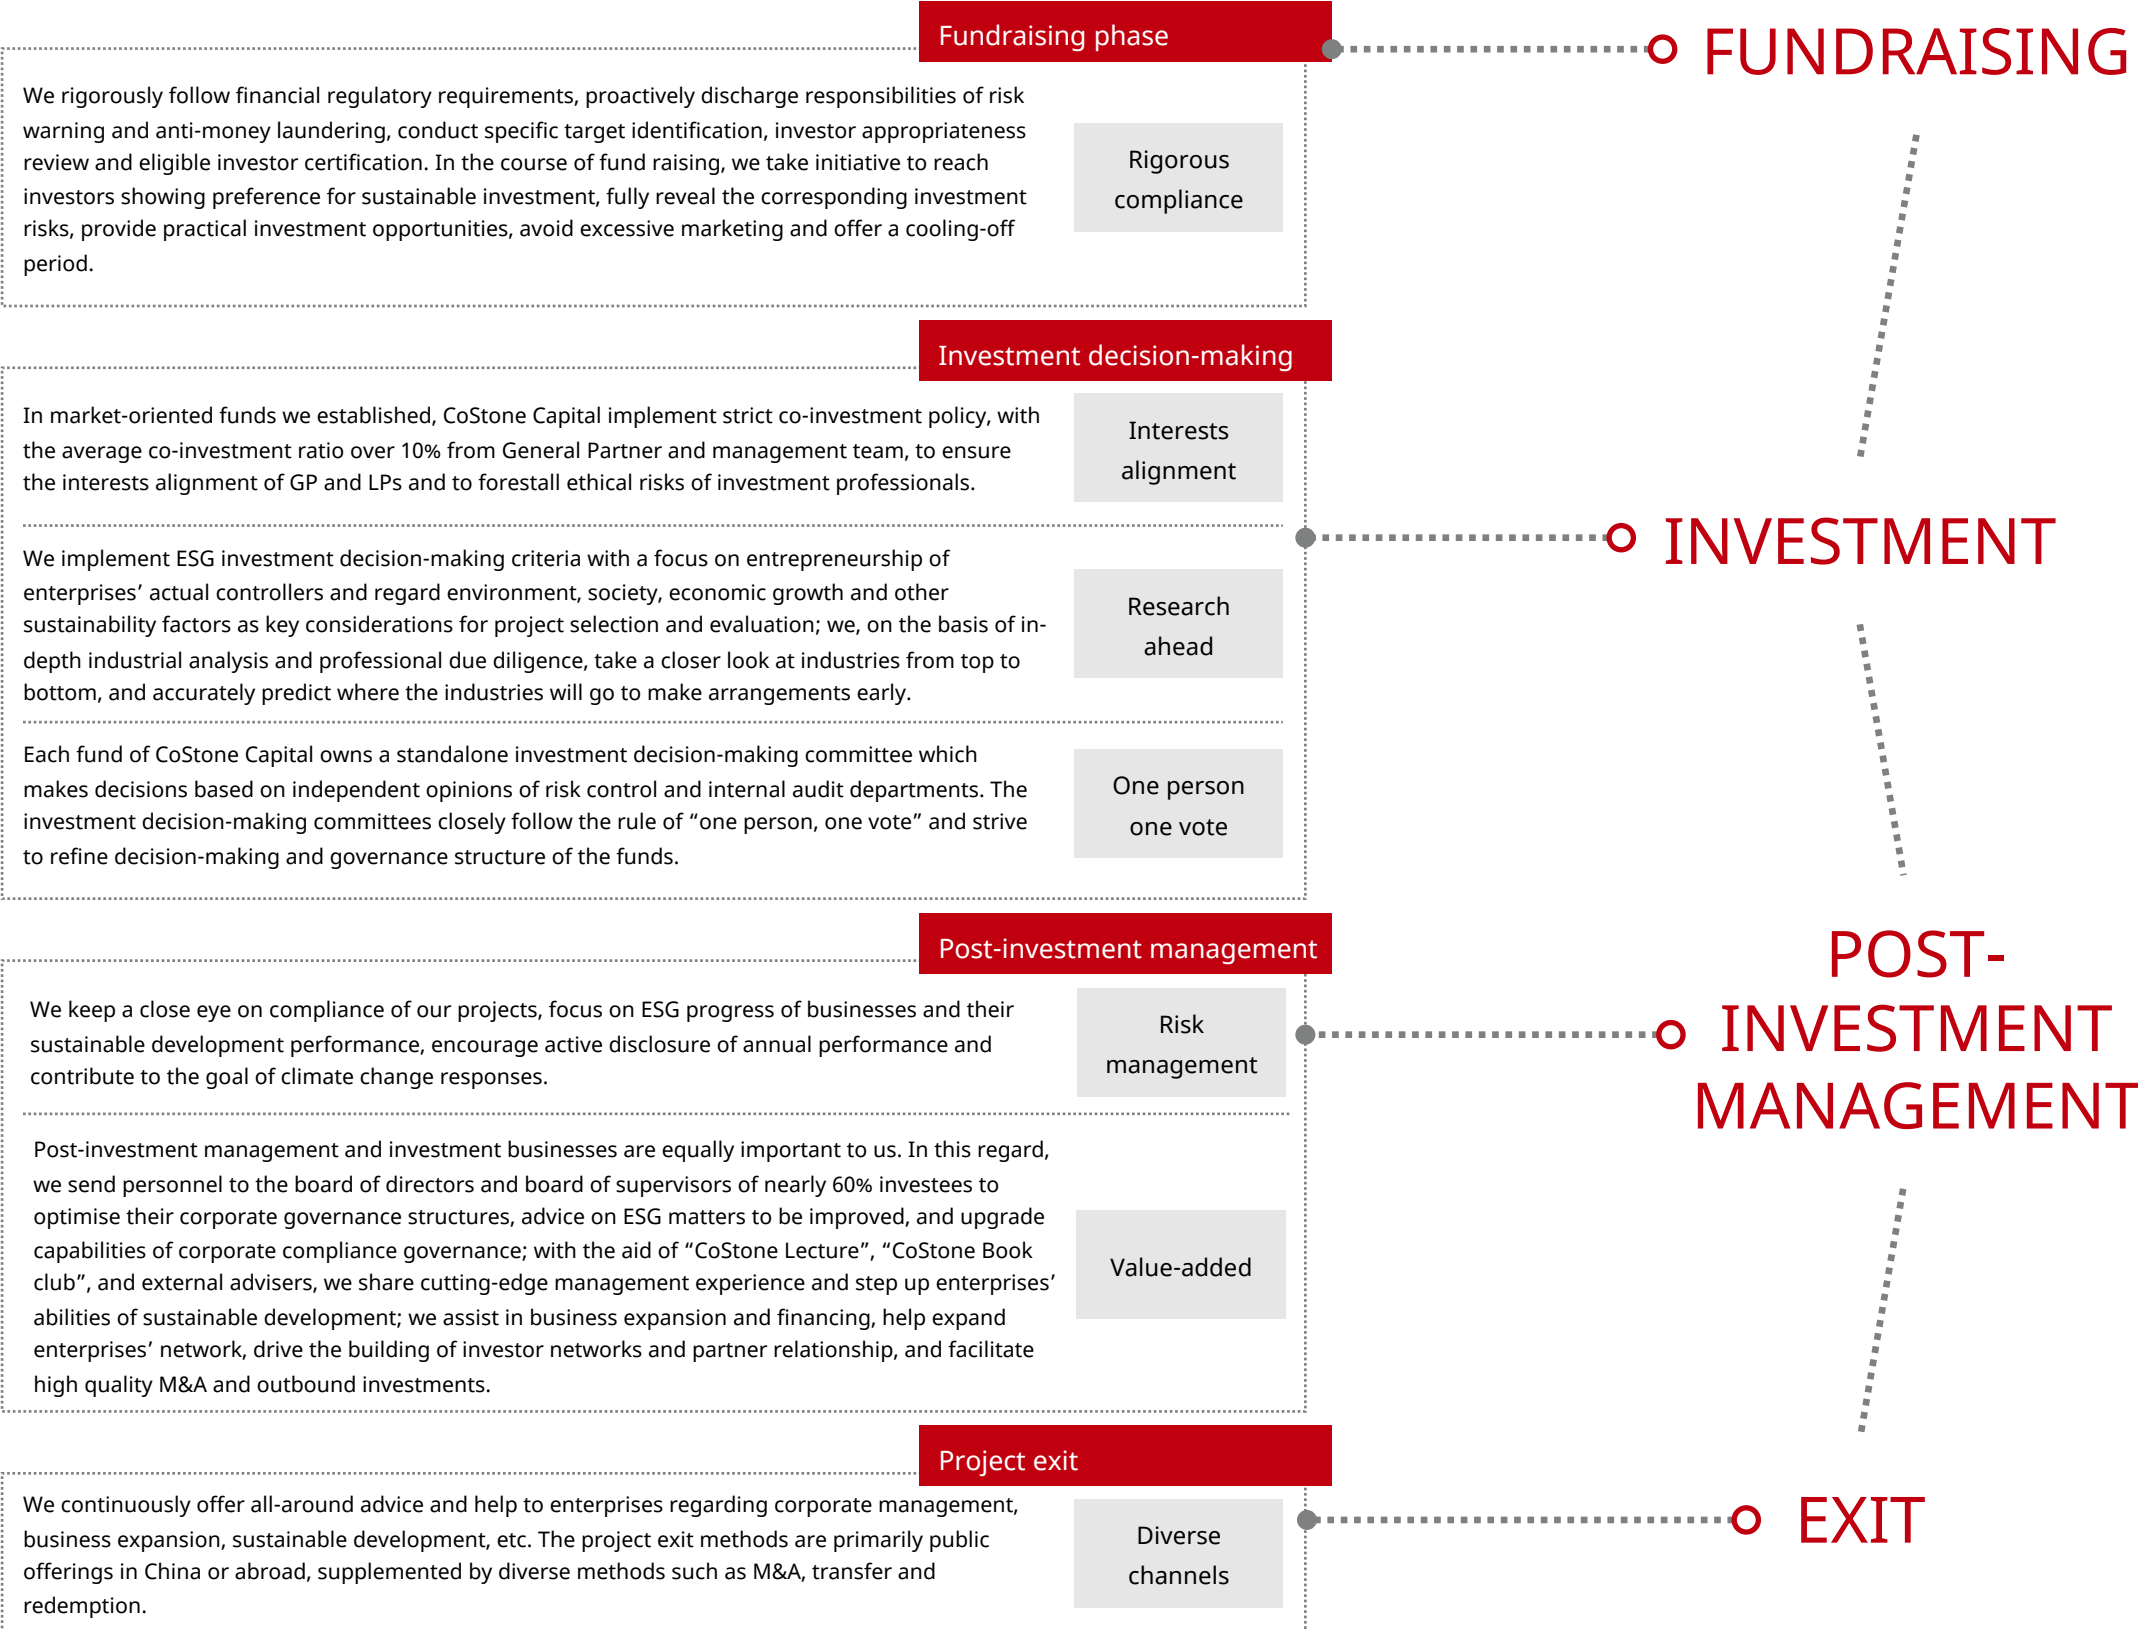 Fundraising phase
FUNDRAISING
We rigorously follow financial regulatory requirements, proactively discharge responsibilities of risk
warning and anti-money laundering, conduct specific target identification, investor appropriateness
review and eligible investor certification. In the course of fund raising, we take initiative to reach
investors showing preference for sustainable investment, fully reveal the corresponding investment
risks, provide practical investment opportunities, avoid excessive marketing and offer a cooling-off
period.
Rigorous
compliance
Investment decision-making
In market-oriented funds we established, CoStone Capital implement strict co-investment policy, with
the average co-investment ratio over 10% from General Partner and management team, to ensure
the interests alignment of GP and LPs and to forestall ethical risks of investment professionals.
Interests
alignment
INVESTMENT
We implement ESG investment decision-making criteria with a focus on entrepreneurship of
enterprises’ actual controllers and regard environment, society, economic growth and other
sustainability factors as key considerations for project selection and evaluation; we, on the basis of in-
depth industrial analysis and professional due diligence, take a closer look at industries from top to
bottom, and accurately predict where the industries will go to make arrangements early.
Research
ahead
Each fund of CoStone Capital owns a standalone investment decision-making committee which
makes decisions based on independent opinions of risk control and internal audit departments. The
investment decision-making committees closely follow the rule of “one person, one vote” and strive
to refine decision-making and governance structure of the funds.
One person
one vote
Post-investment management
POST-
INVESTMENT
MANAGEMENT
We keep a close eye on compliance of our projects, focus on ESG progress of businesses and their
sustainable development performance, encourage active disclosure of annual performance and
contribute to the goal of climate change responses.
Risk
management
Post-investment management and investment businesses are equally important to us. In this regard,
we send personnel to the board of directors and board of supervisors of nearly 60% investees to
optimise their corporate governance structures, advice on ESG matters to be improved, and upgrade
capabilities of corporate compliance governance; with the aid of “CoStone Lecture”, “CoStone Book
club”, and external advisers, we share cutting-edge management experience and step up enterprises’
abilities of sustainable development; we assist in business expansion and financing, help expand
enterprises’ network, drive the building of investor networks and partner relationship, and facilitate
high quality M&A and outbound investments.
Value-added
Project exit
We continuously offer all-around advice and help to enterprises regarding corporate management,
business expansion, sustainable development, etc. The project exit methods are primarily public
offerings in China or abroad, supplemented by diverse methods such as M&A, transfer and
redemption.
Diverse
channels
EXIT